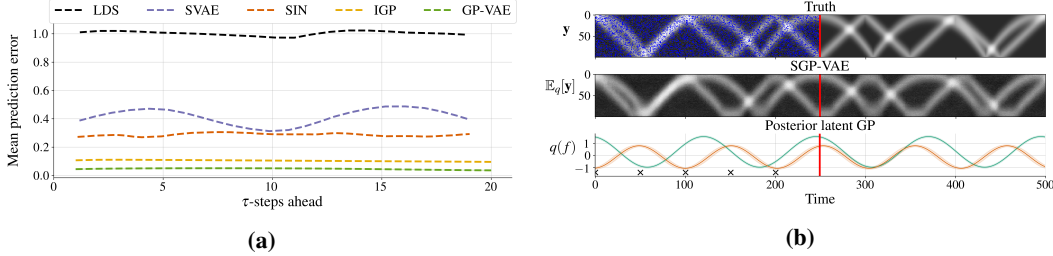 LDS SVAE SIN IGP GP-VAE
1.0
0.8
0.6
0.4
0.2
0.0
Mean prediction error
0 5 10 15 20
τ-steps ahead
(a)
Truth
0
50
y
SGP-VAE
0
50
𝔼q[y]
Posterior latent GP
1
0
−1
q(f)
0 100 200 300 400 500
Time
(b)